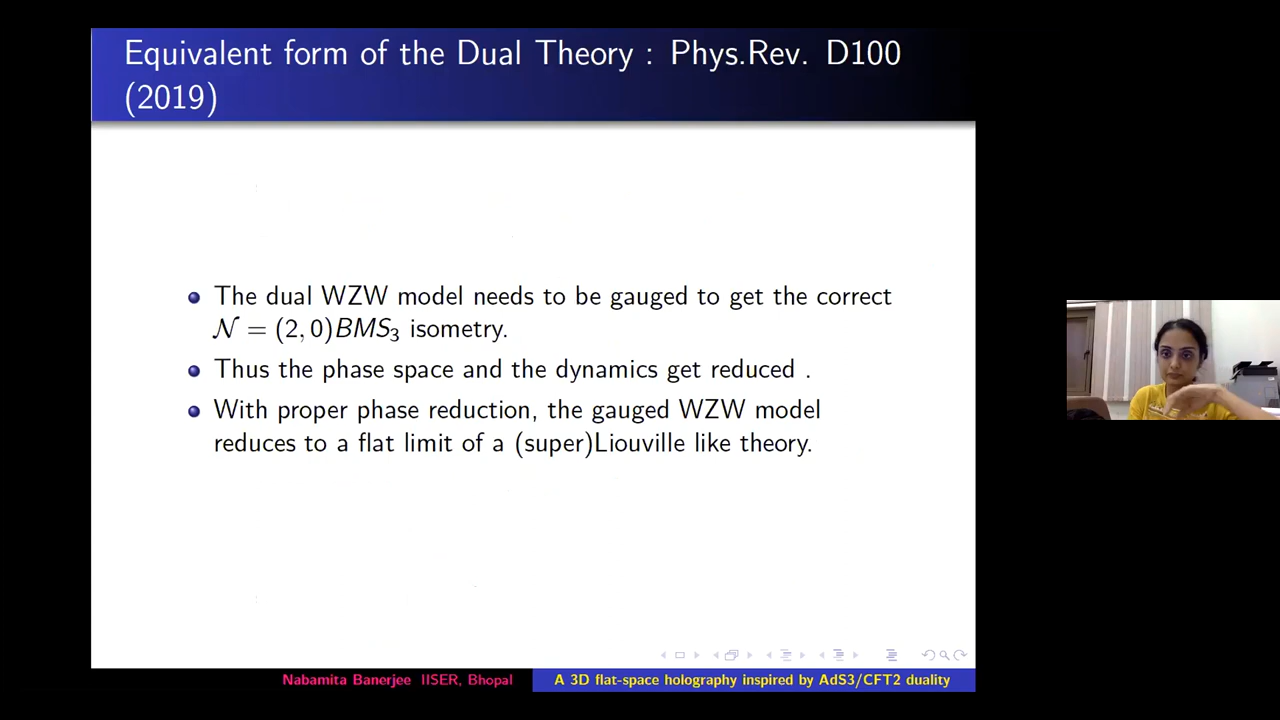 Equivalent form of the Dual Theory : Phys.Rev. D100
(2019)
The dual WZW model needs to be gauged to get the correct
𝒩 = (2, 0)BMS₃ isometry.
Thus the phase space and the dynamics get reduced .
With proper phase reduction, the gauged WZW model
reduces to a flat limit of a (super)Liouville like theory.
Nabamita Banerjee IISER, Bhopal
A 3D flat-space holography inspired by AdS3/CFT2 duality